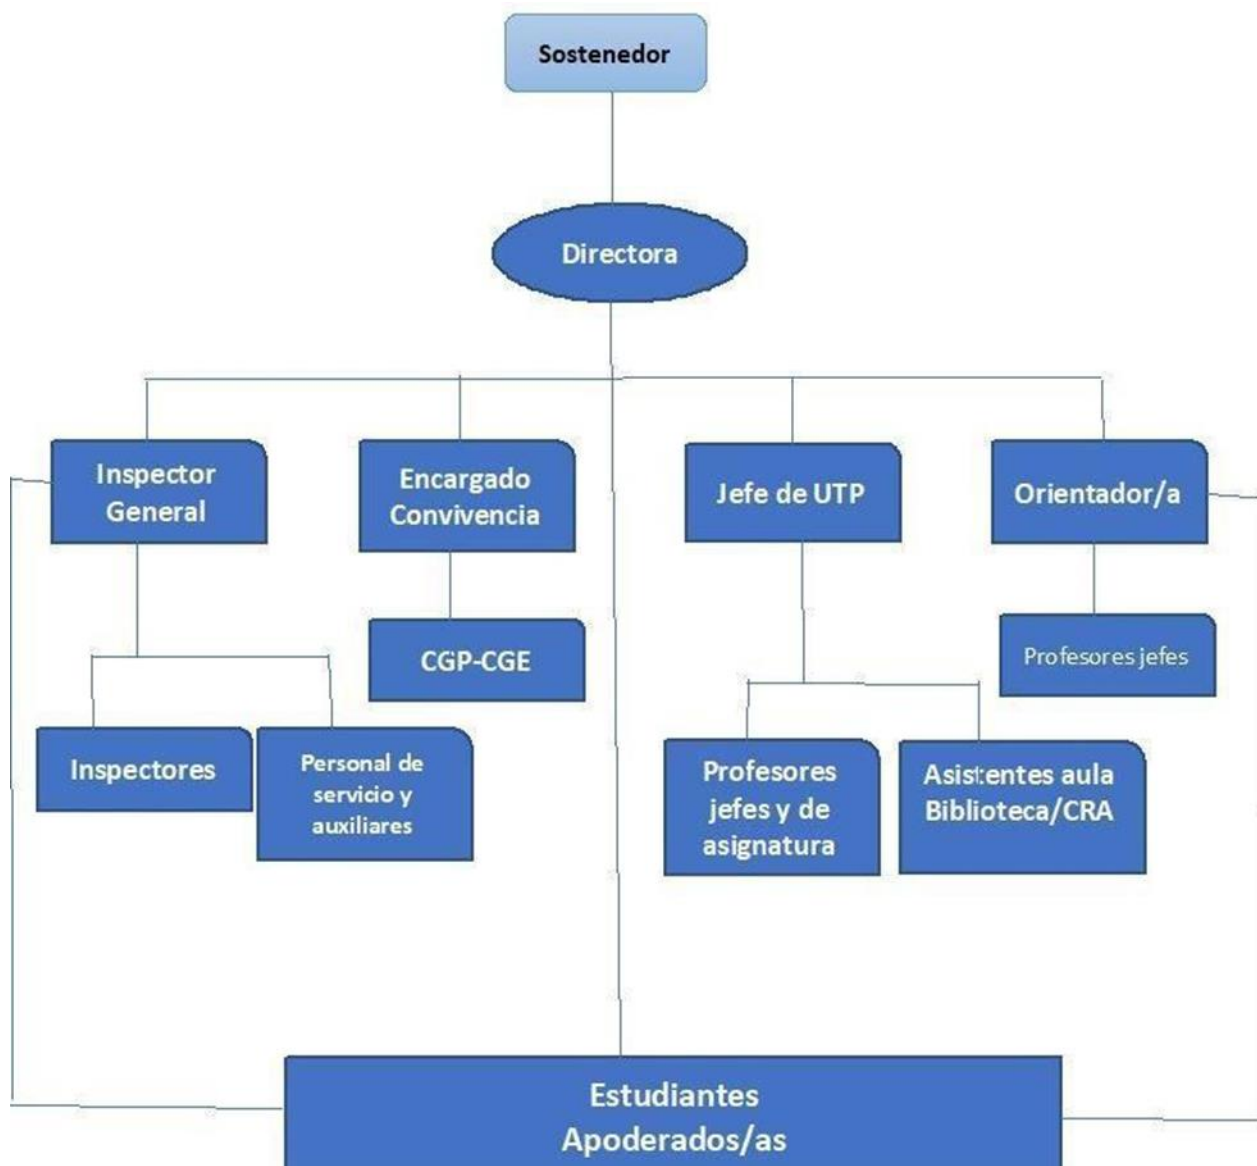 Sostenedor
Directora
Inspector
General
Encargado
Convivencia
Jefe de UTP
Orientador/a
CGP-CGE
Profesores jefes
Inspectores
Personal de
servicio y
auxiliares
Profesores
jefes y de
asignatura
Asistentes aula
Biblioteca/CRA
Estudiantes
Apoderados/as